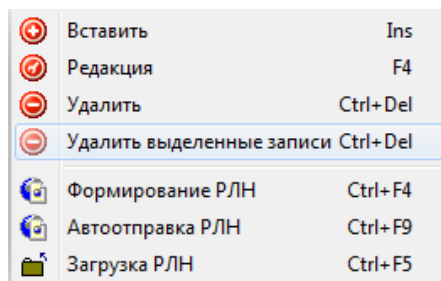 Вставить Ins
Редакция F4
Удалить Ctrl+Del
Удалить выделенные записи Ctrl+Del
Формирование РЛН Ctrl+F4
Автоотправка РЛН Ctrl+F9
Загрузка РЛН Ctrl+F5